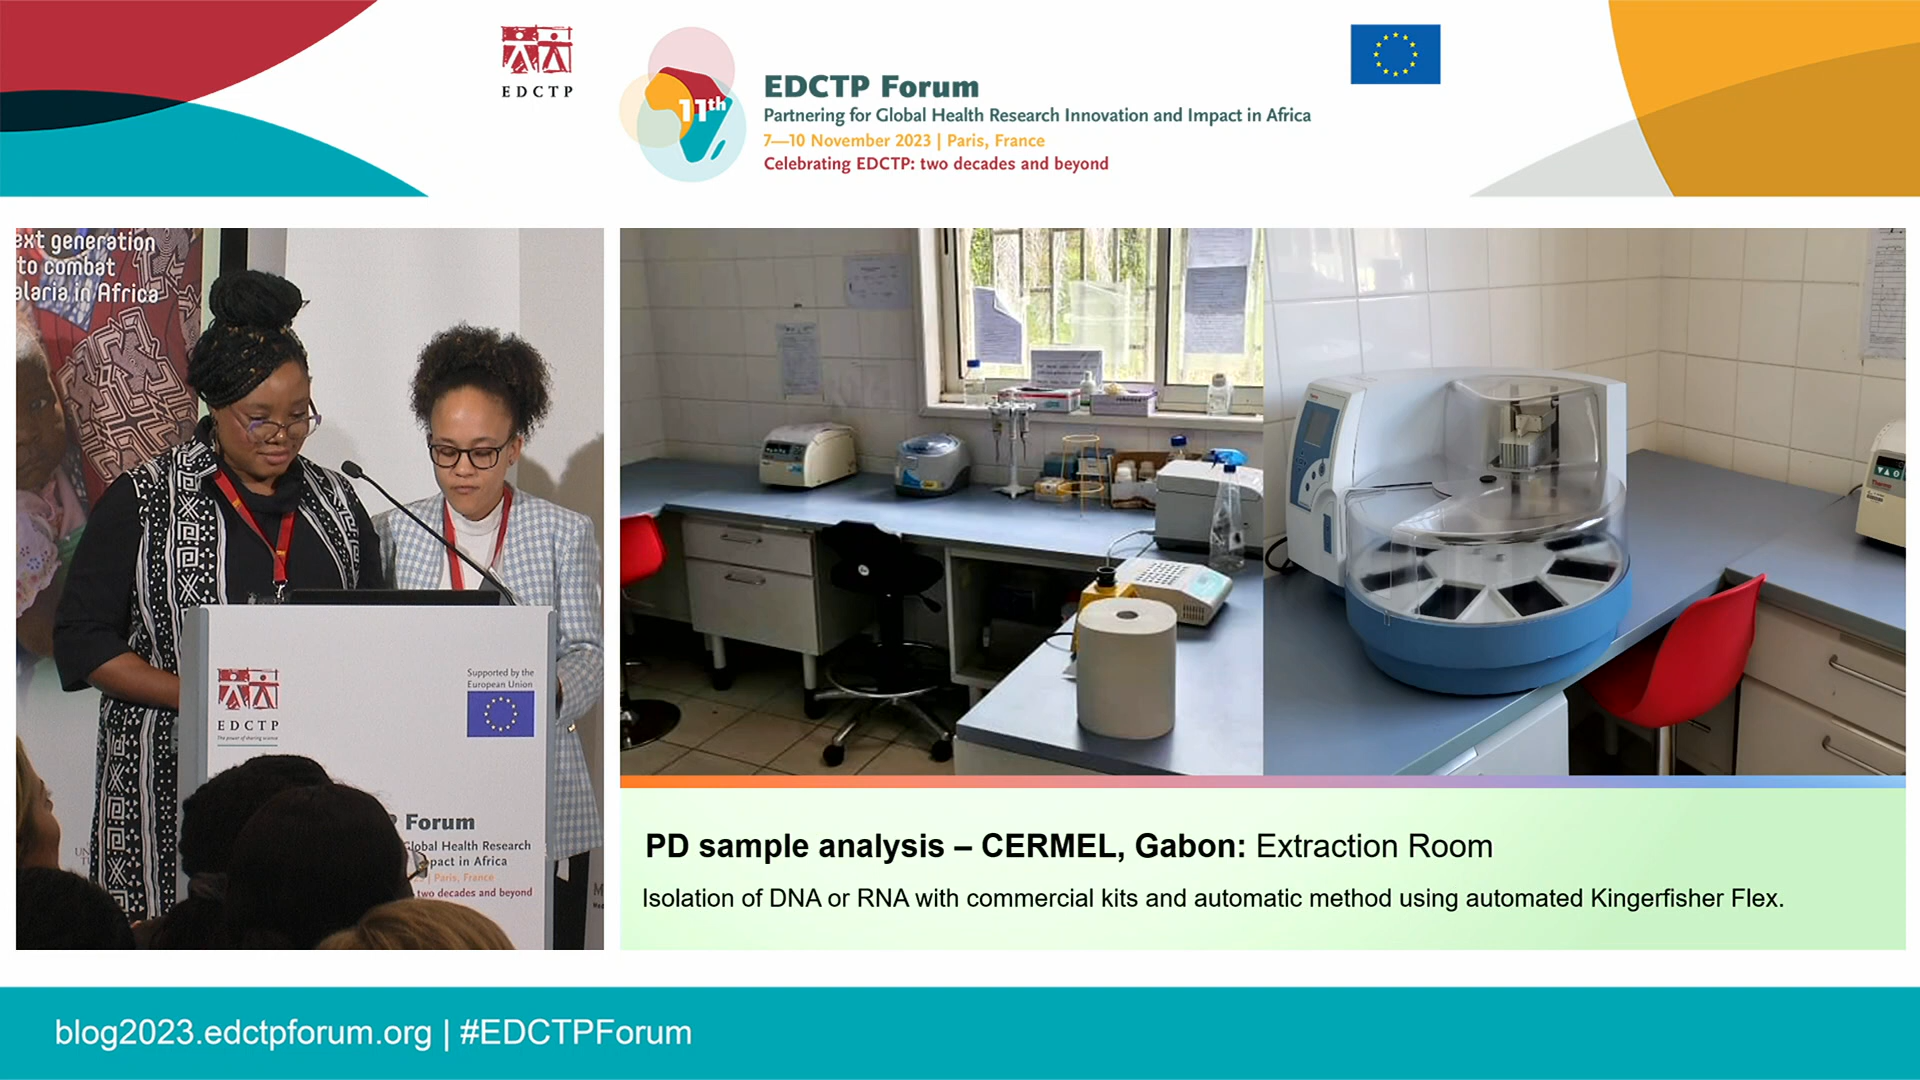 EDCTP
11th
EDCTP Forum
Partnering for Global Health Research Innovation and Impact in Africa
7—10 November 2023 | Paris, France
Celebrating EDCTP: two decades and beyond
ext generation
to combat
alaria in Africa
Supported by the
European Union
EDCTP
The power of sharing science
Forum
Global Health Research
pact in Africa
| Paris, France
two decades and beyond
PD sample analysis – CERMEL, Gabon: Extraction Room
Isolation of DNA or RNA with commercial kits and automatic method using automated Kingerfisher Flex.
blog2023.edctpforum.org | #EDCTPForum